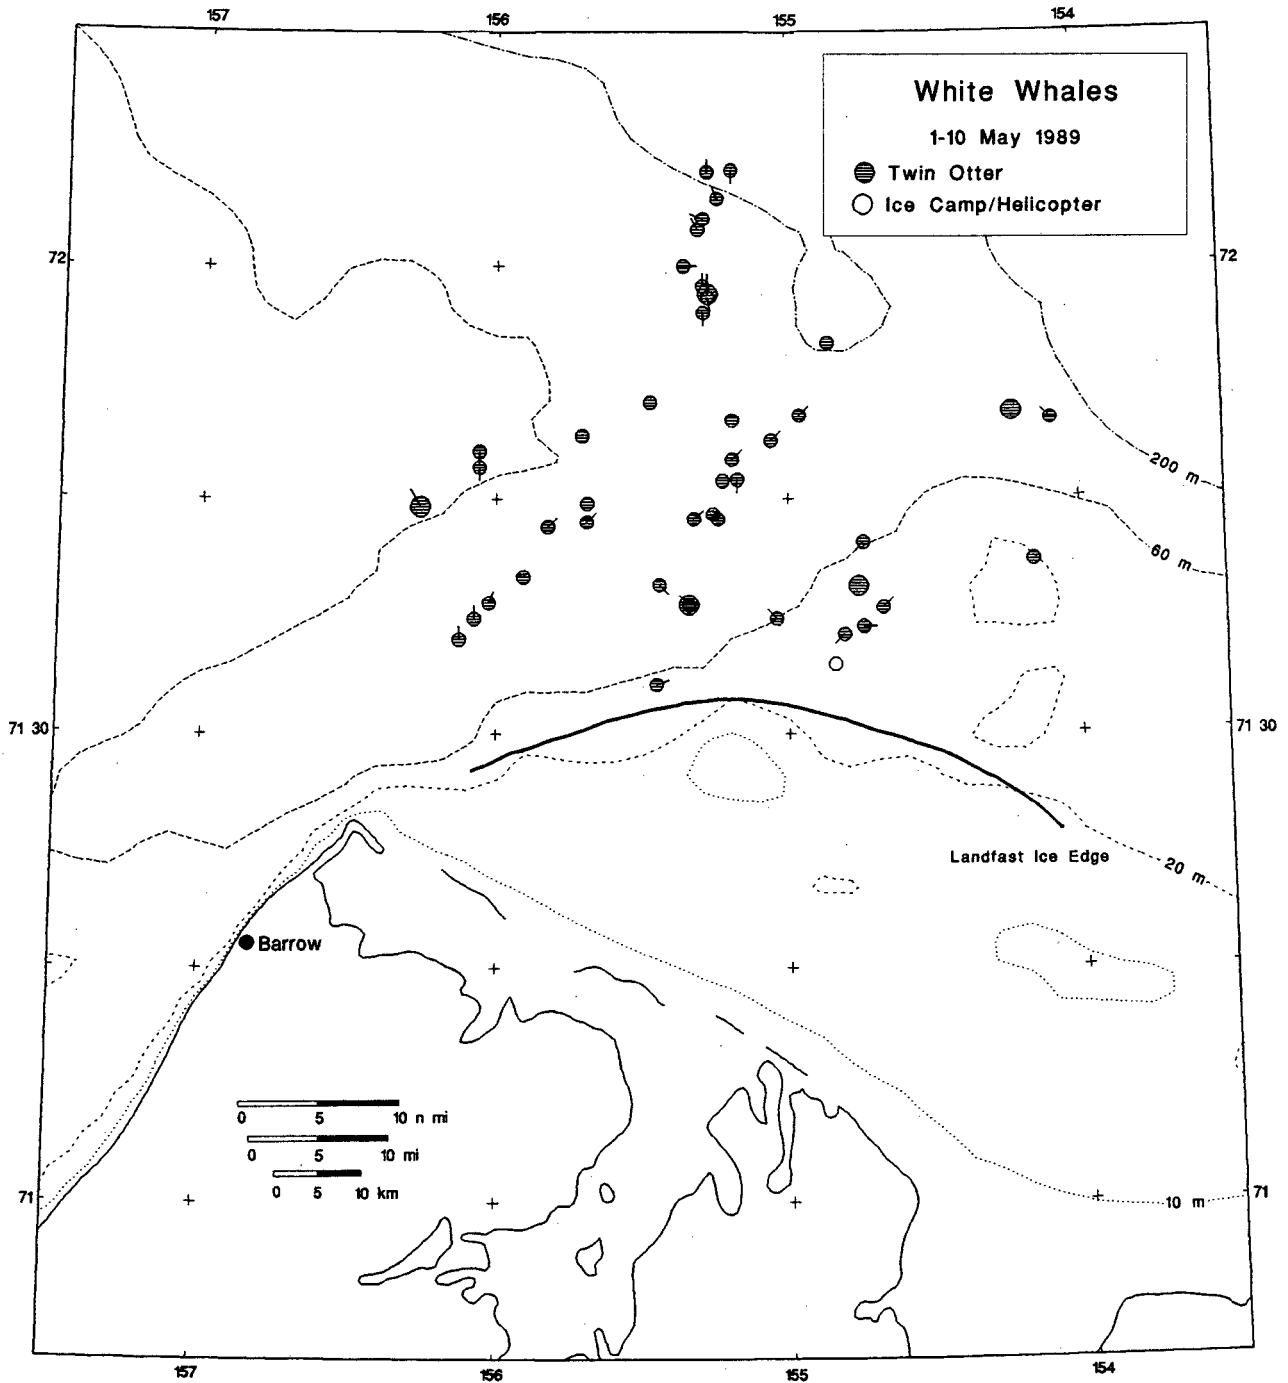 157 156 155 154
White Whales
1-10 May 1989
Twin Otter
Ice Camp/Helicopter
72 72
200 m
60 m
71 30 71 30
Landfast Ice Edge
20 m
Barrow
0 5 10 n mi
0 5 10 mi
0 5 10 km
71 10 m 71
157 156 155 154